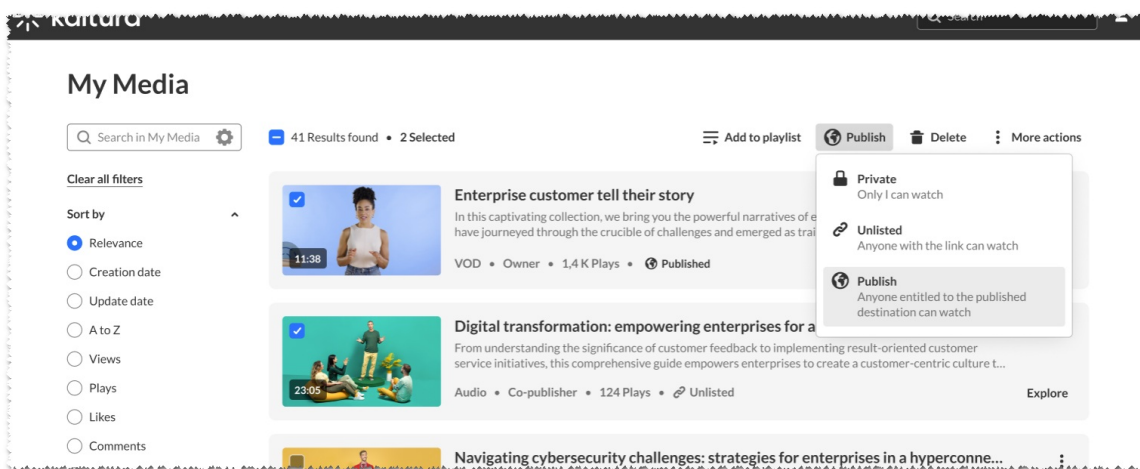 kaltura
Search
My Media
Search in My Media
41 Results found • 2 Selected
Add to playlist
Publish
Delete
More actions
Clear all filters
Sort by
Relevance
Creation date
Update date
A to Z
Views
Plays
Likes
Comments
Private
Only I can watch
Unlisted
Anyone with the link can watch
Publish
Anyone entitled to the published
destination can watch
11:38
Enterprise customer tell their story
In this captivating collection, we bring you the powerful narratives of e
have journeyed through the crucible of challenges and emerged as trai
VOD • Owner • 1,4 K Plays • Published
23:05
Digital transformation: empowering enterprises for a
From understanding the significance of customer feedback to implementing result-oriented customer
service initiatives, this comprehensive guide empowers enterprises to create a customer-centric culture t...
Audio • Co-publisher • 124 Plays • Unlisted
Explore
Navigating cybersecurity challenges: strategies for enterprises in a hyperconne...